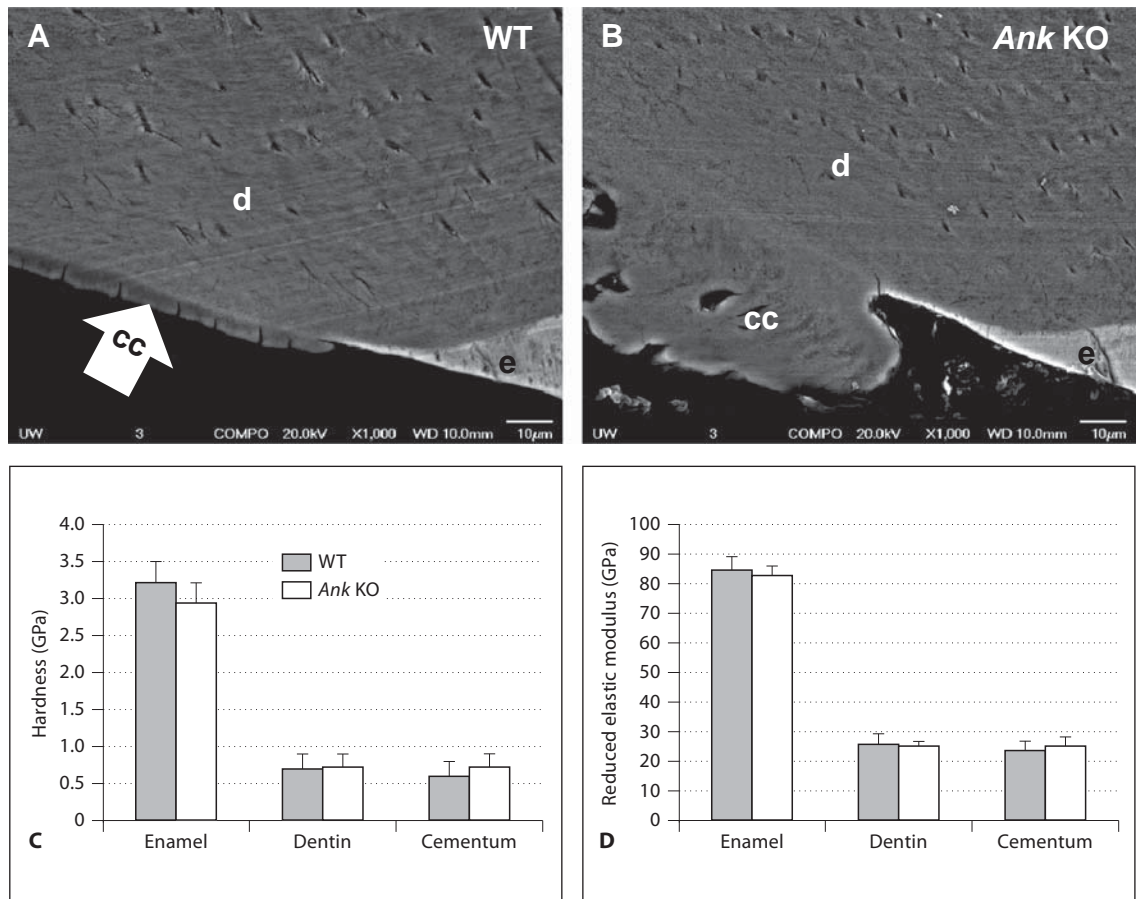 A WT
d
cc
e
UW 3 COMPO 20.0kV X1,000 WD 10.0mm 10µm
B Ank KO
d
cc
e
UW 3 COMPO 20.0kV X1,000 WD 10.0mm 10µm
Hardness (GPa)
4.0
3.5
3.0
2.5
2.0
1.5
1.0
0.5
0
WT
Ank KO
Enamel Dentin Cementum
C
Reduced elastic modulus (GPa)
100
90
80
70
60
50
40
30
20
10
0
Enamel Dentin Cementum
D